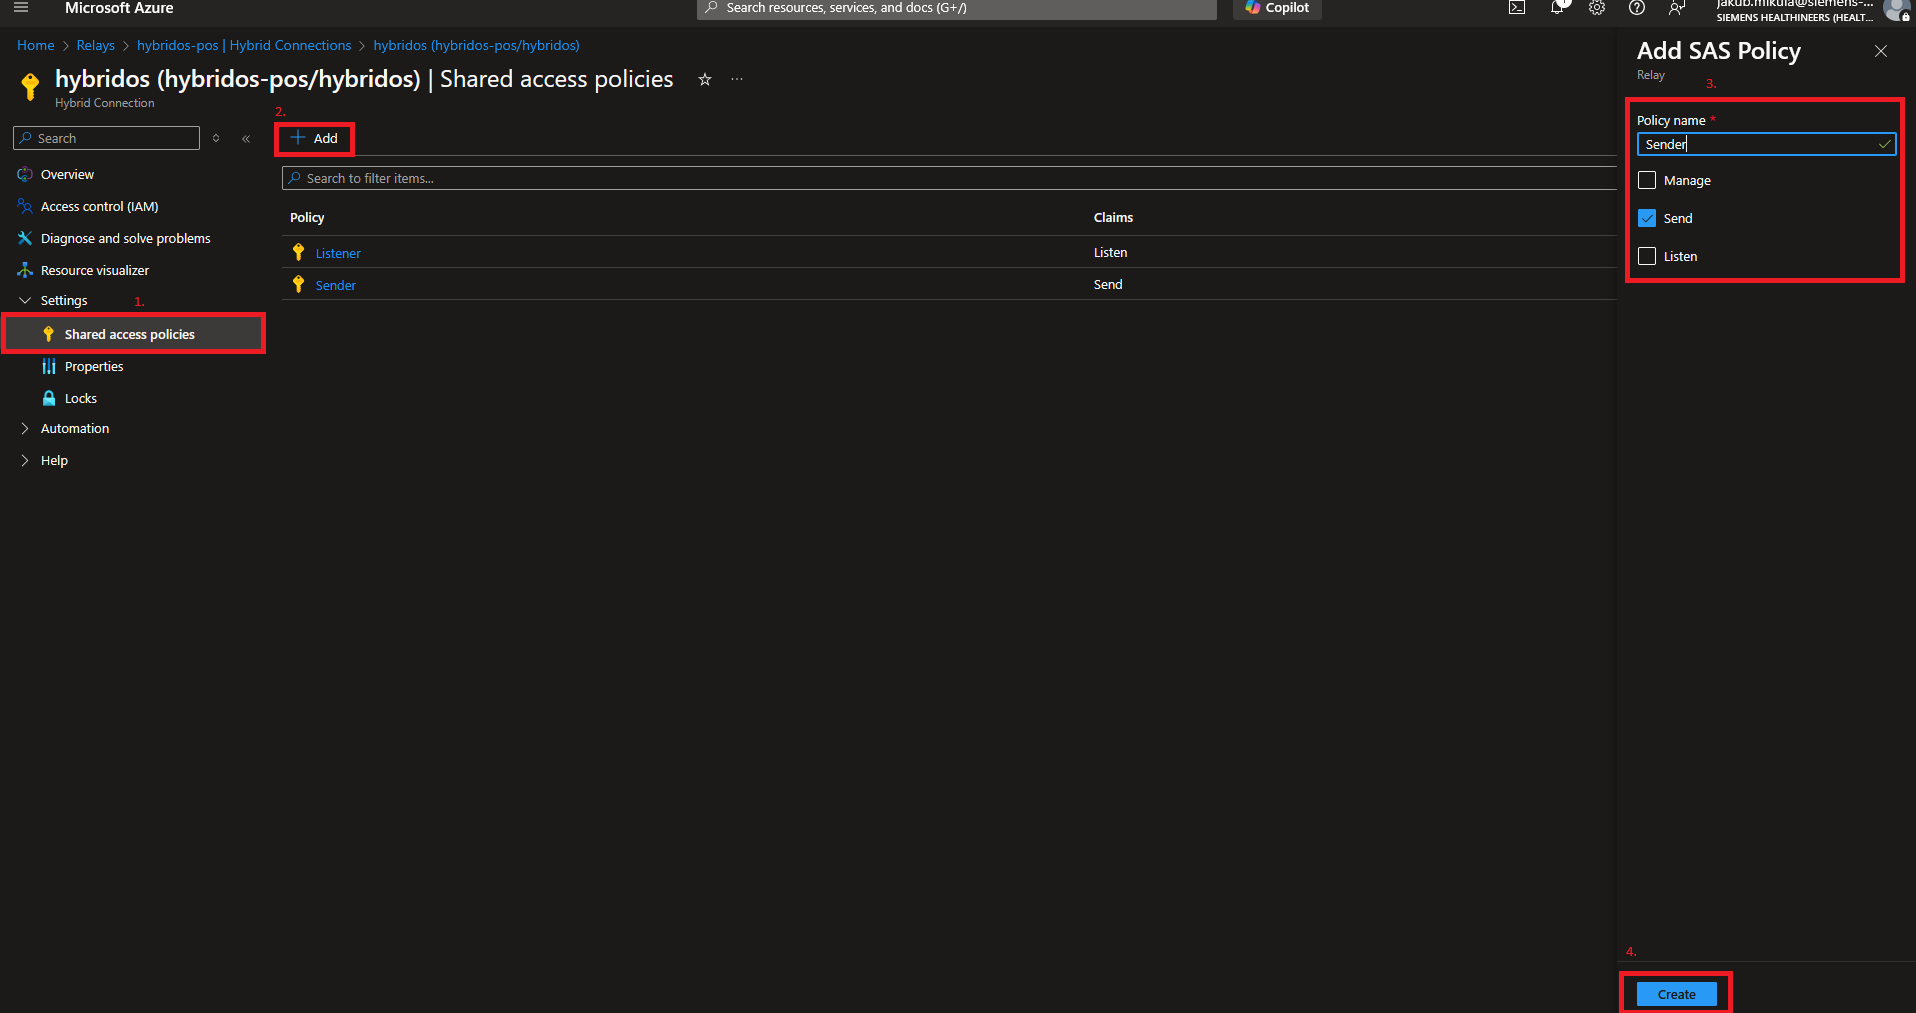 Microsoft Azure
Search resources, services, and docs (G+/)
Copilot
jakub.mikula@siemens-...
SIEMENS HEALTHINEERS (HEALT...
Home > Relays > hybridos-pos | Hybrid Connections > hybridos (hybridos-pos/hybridos)
hybridos (hybridos-pos/hybridos) | Shared access policies
Hybrid Connection
Search
Overview
Access control (IAM)
Diagnose and solve problems
Resource visualizer
Settings
1.
Shared access policies
Properties
Locks
Automation
Help
2.
Add
Search to filter items...
Policy Claims
Listener Listen
Sender Send
Add SAS Policy
Relay
3.
Policy name *
Sender
Manage
Send
Listen
4.
Create